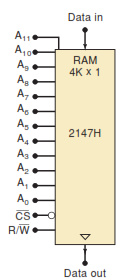 Data in
A₁₁
A₁₀
A₉
A₈
A₇
A₆
A₅
A₄
A₃
A₂
A₁
A₀
C̅S̅
R/W̅
RAM
4K x 1
2147H
Data out